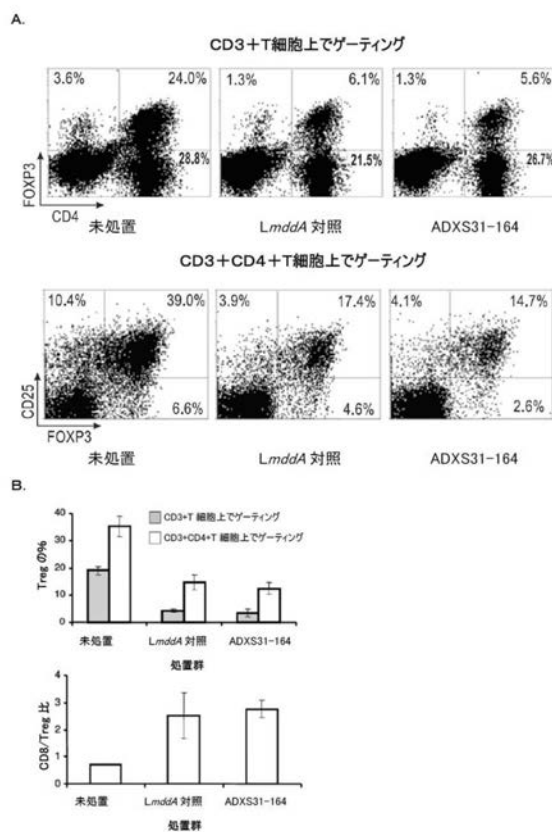 A.
CD3+T細胞上でゲーティング
3.6% 24.0% 1.3% 6.1% 1.3% 5.6%
28.8% 21.5% 26.7%
FOXP3
CD4
未処置 LmddA 対照 ADXS31-164
CD3+CD4+T細胞上でゲーティング
10.4% 39.0% 3.9% 17.4% 4.1% 14.7%
6.6% 4.6% 2.6%
CD25
FOXP3
未処置 LmddA 対照 ADXS31-164
B.
Treg の%
40
30
20
10
0
CD3+T 細胞上でゲーティング
CD3+CD4+T 細胞上でゲーティング
未処置 LmddA 対照 ADXS31-164
処置群
CD8/Treg 比
4
3
2
1
0
未処置 LmddA 対照 ADXS31-164
処置群